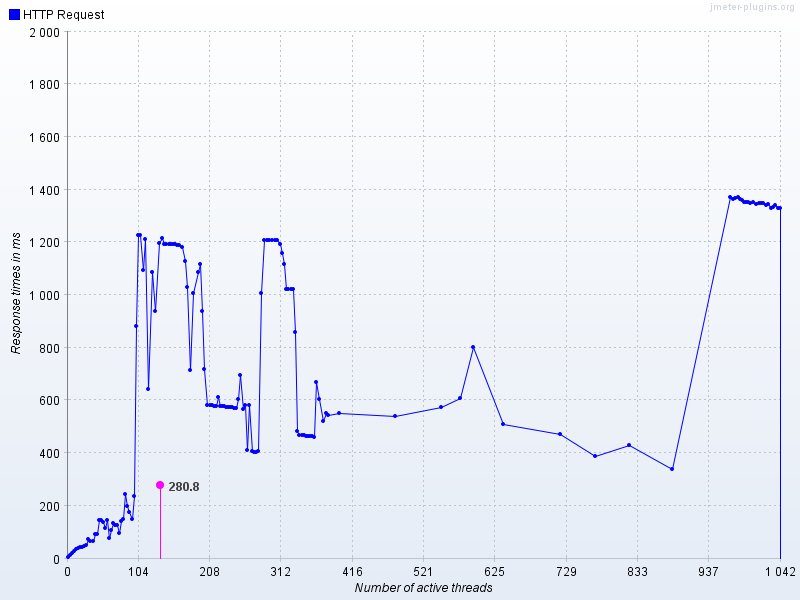 HTTP Request
jmeter-plugins.org
2 000
1 800
1 600
1 400
1 200
1 000
800
600
400
200
0
Response times in ms
280.8
0 104 208 312 416 521 625 729 833 937 1 042
Number of active threads